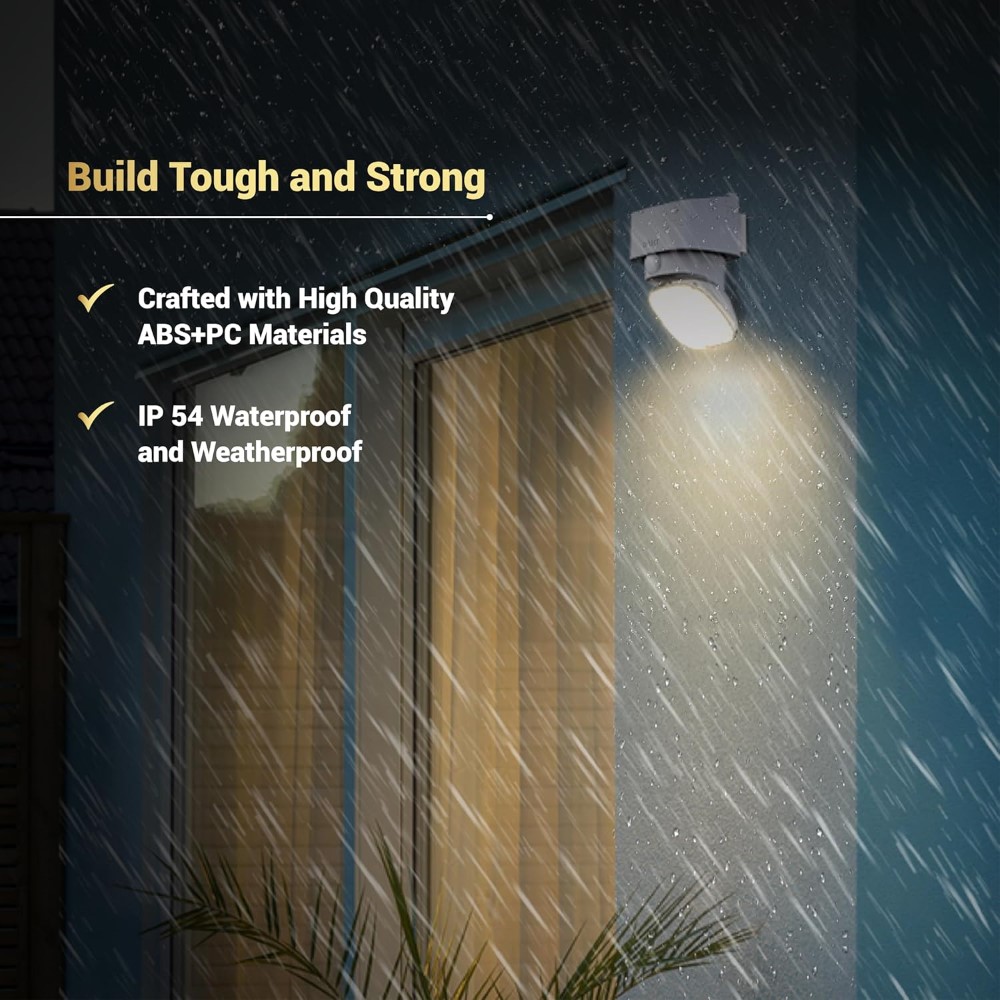 Build Tough and Strong
Crafted with High Quality
ABS+PC Materials
IP 54 Waterproof
and Weatherproof